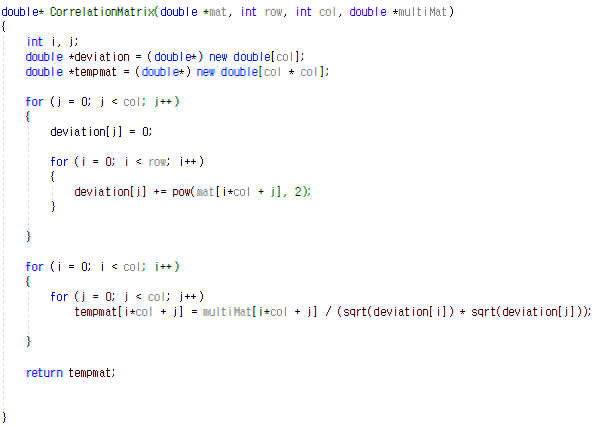 double* CorrelationMatrix(double *mat, int row, int col, double *multiMat)
{
int i, j;
double *deviation = (double*) new double[col];
double *tempmat = (double*) new double[col * col];
for (j = 0; j < col; j++)
{
deviation[j] = 0;
for (i = 0; i < row; i++)
{
deviation[j] += pow(mat[i*col + j], 2);
}
}
for (i = 0; i < col; i++)
{
for (j = 0; j < col; j++)
tempmat[i*col + j] = multiMat[i*col + j] / (sqrt(deviation[i]) * sqrt(deviation[j]));
}
return tempmat;
}